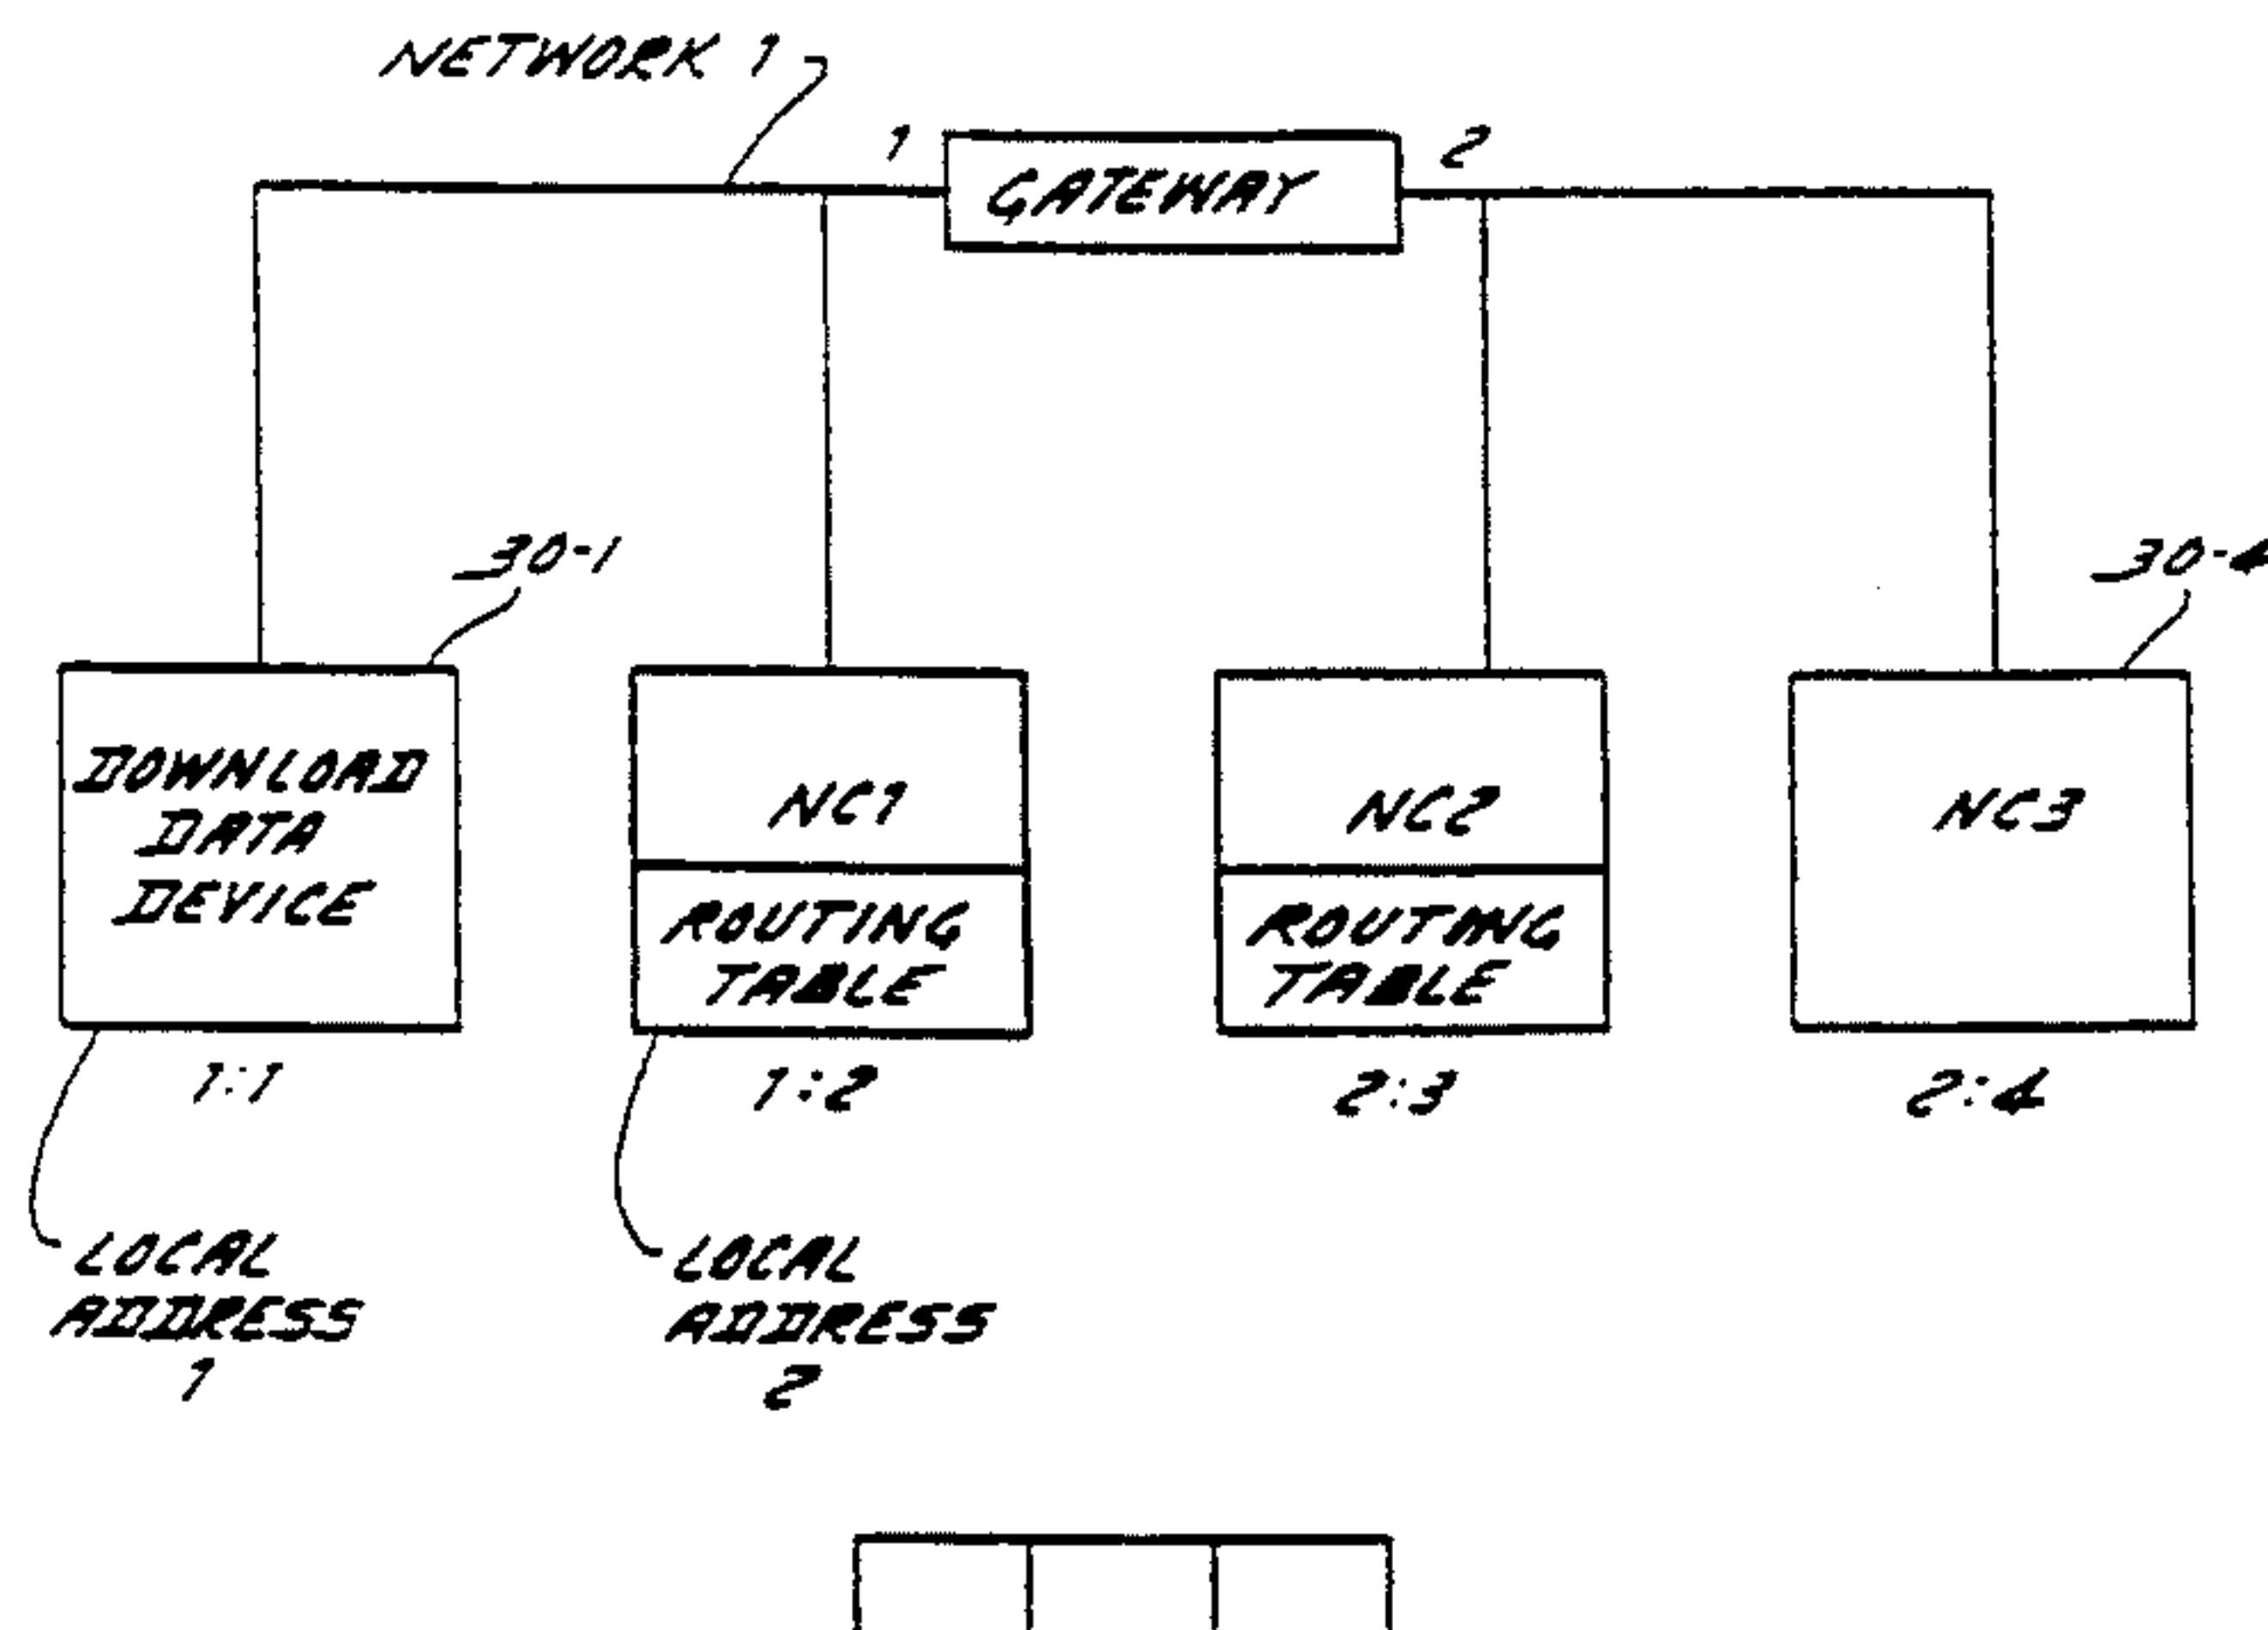 NETWORK 1
1
GATEWAY
2
30-1
30-4
DOWNLOAD
DATA
DEVICE
NC1
ROUTING
TABLE
NC2
ROUTING
TABLE
NC3
1:1
1:2
2:3
2:4
LOCAL
ADDRESS
1
LOCAL
ADDRESS
2